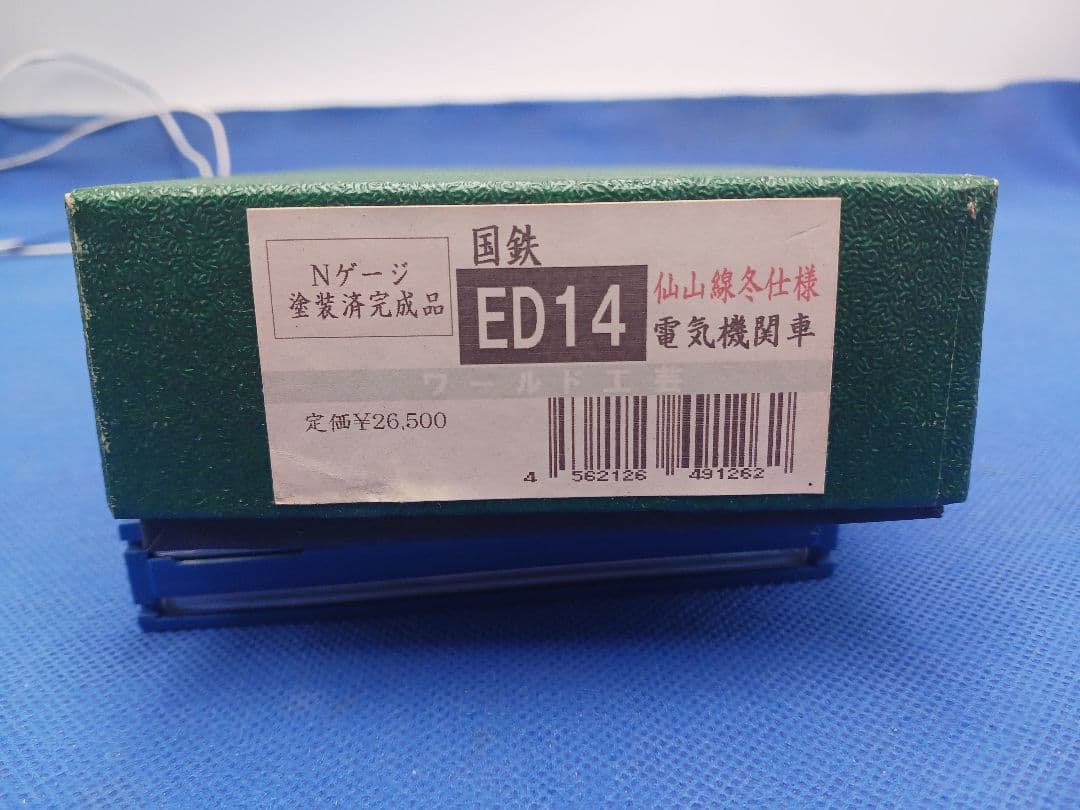 Nゲージ
塗装済完成品
国鉄
ED14
仙山線冬仕様
電気機関車
ワールド工芸
定価¥26,500
4 562126 491262